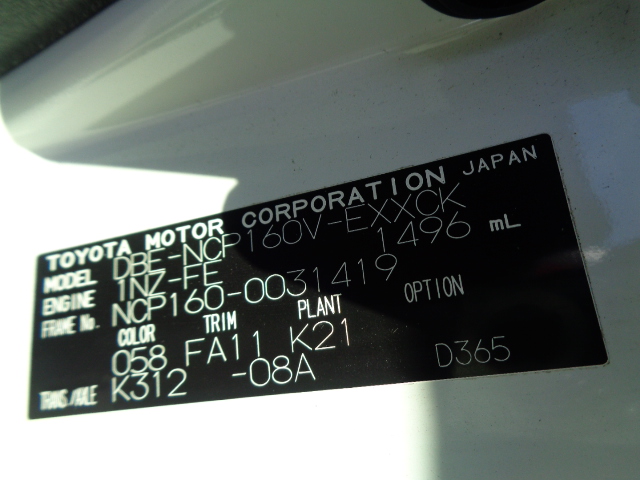 TOYOTA MOTOR CORPORATION JAPAN
MODEL DBE-NCP160V-EXXCK
ENGINE 1NZ-FE 1496 mL
FRAME No. NCP160-0031419
COLOR TRIM PLANT OPTION
058 FA11 K21
TRANS./AXLE K312 -08A D365